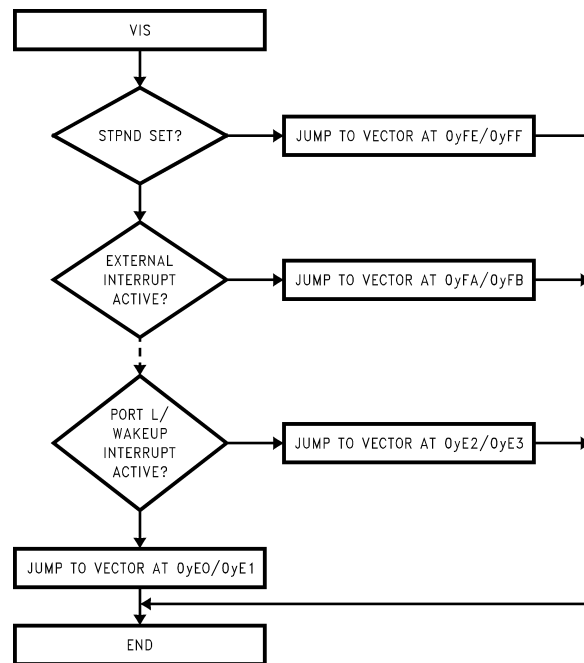 VIS
STPND SET?
JUMP TO VECTOR AT 0yFE/0yFF
EXTERNAL
INTERRUPT
ACTIVE?
JUMP TO VECTOR AT 0yFA/0yFB
PORT L/
WAKEUP
INTERRUPT
ACTIVE?
JUMP TO VECTOR AT 0yE2/0yE3
JUMP TO VECTOR AT 0yE0/0yE1
END